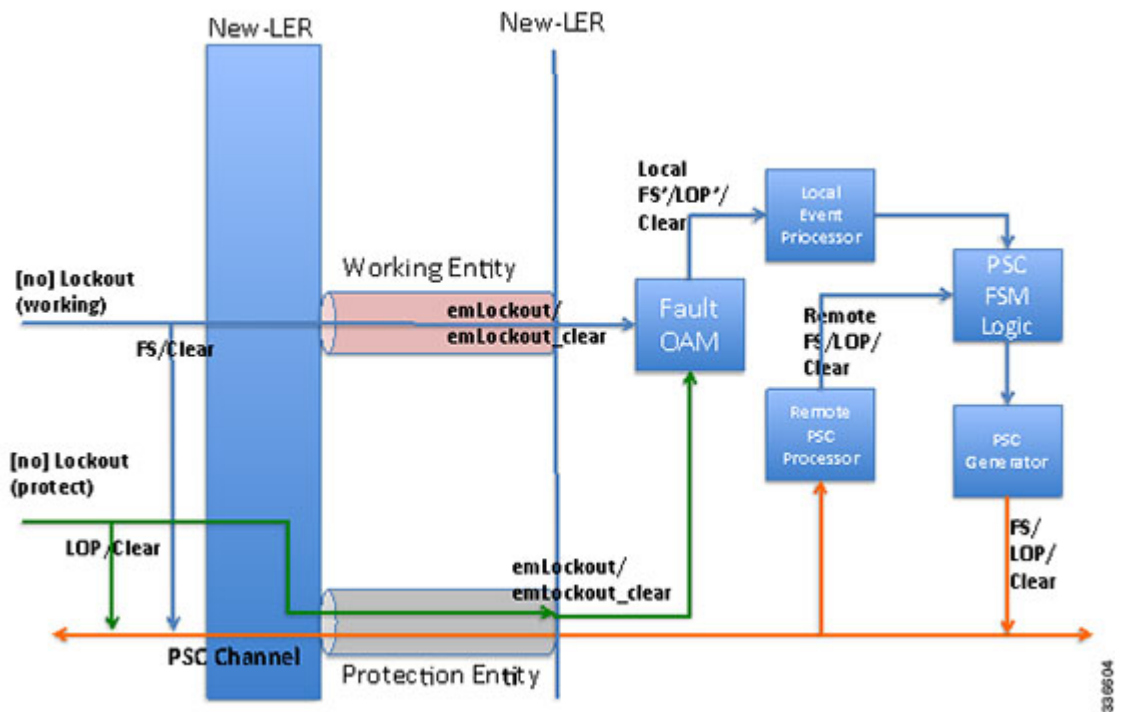 New-LER
New-LER
Local
FS'/LOP'/
Clear
Local
Event
Priocessor
[no] Lockout
(working)
Working Entity
emLockout/
emLockout_clear
Fault
OAM
PSC
FSM
Logic
Remote
FS/LOP/
Clear
FS/Clear
Remote
PSC
Processor
PSC
Generator
[no] Lockout
(protect)
LOP/Clear
emLockout/
emLockout_clear
FS/
LOP/
Clear
PSC Channel
Protection Entity
336604